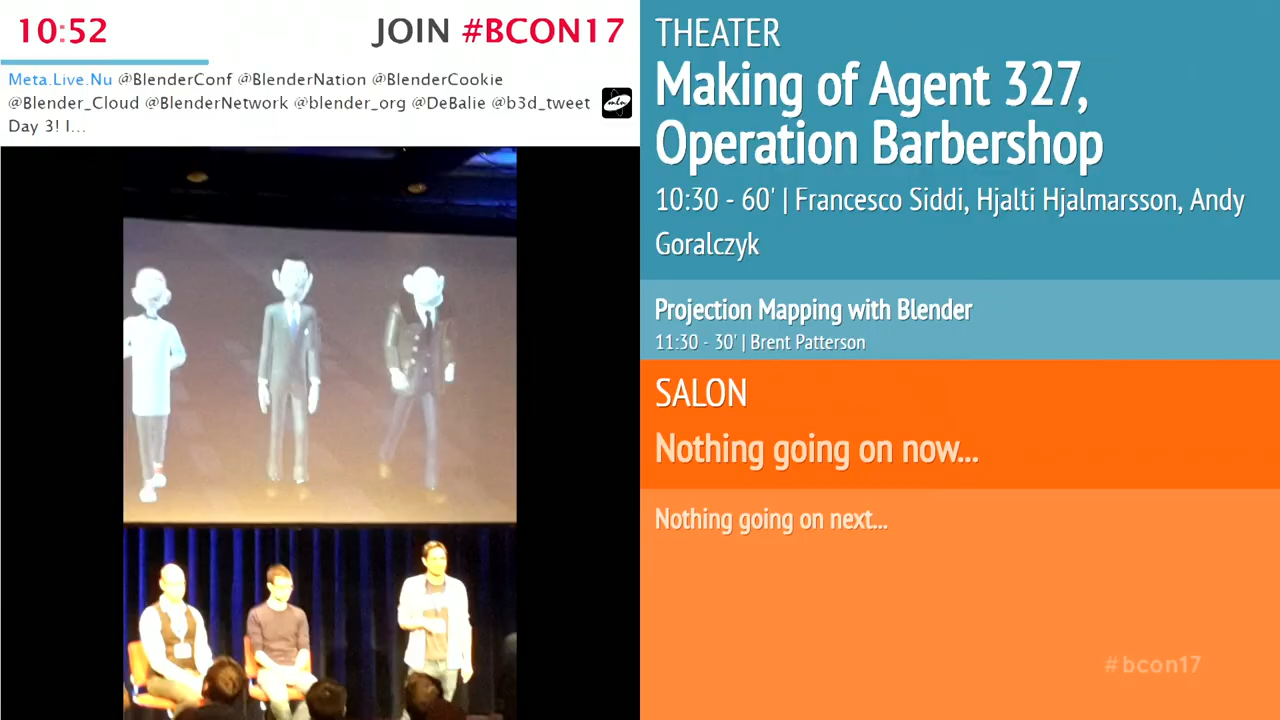 10:52
JOIN #BCON17
Meta.Live.Nu @BlenderConf @BlenderNation @BlenderCookie
@Blender_Cloud @BlenderNetwork @blender_org @DeBalie @b3d_tweet
Day 3! I...
mln
THEATER
Making of Agent 327,
Operation Barbershop
10:30 - 60' | Francesco Siddi, Hjalti Hjalmarsson, Andy
Goralczyk
Projection Mapping with Blender
11:30 - 30' | Brent Patterson
SALON
Nothing going on now...
Nothing going on next...
#bcon17